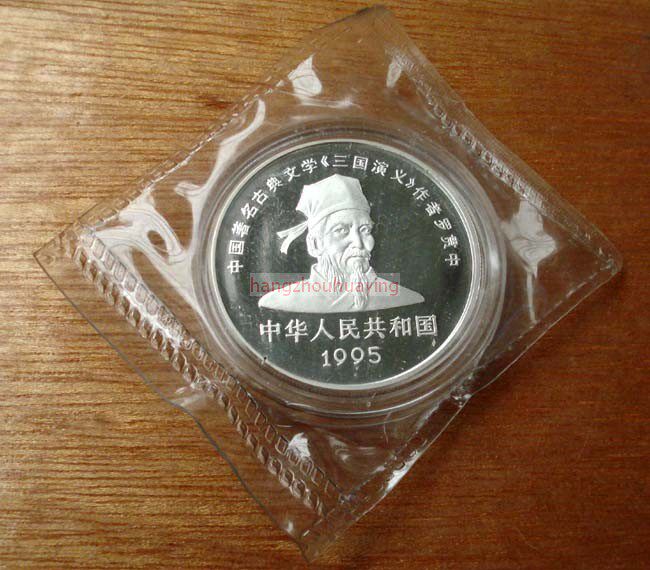 中国著名古典文学《三国演义》作者罗贯中
hangzhouhuaxing
中华人民共和国
1995